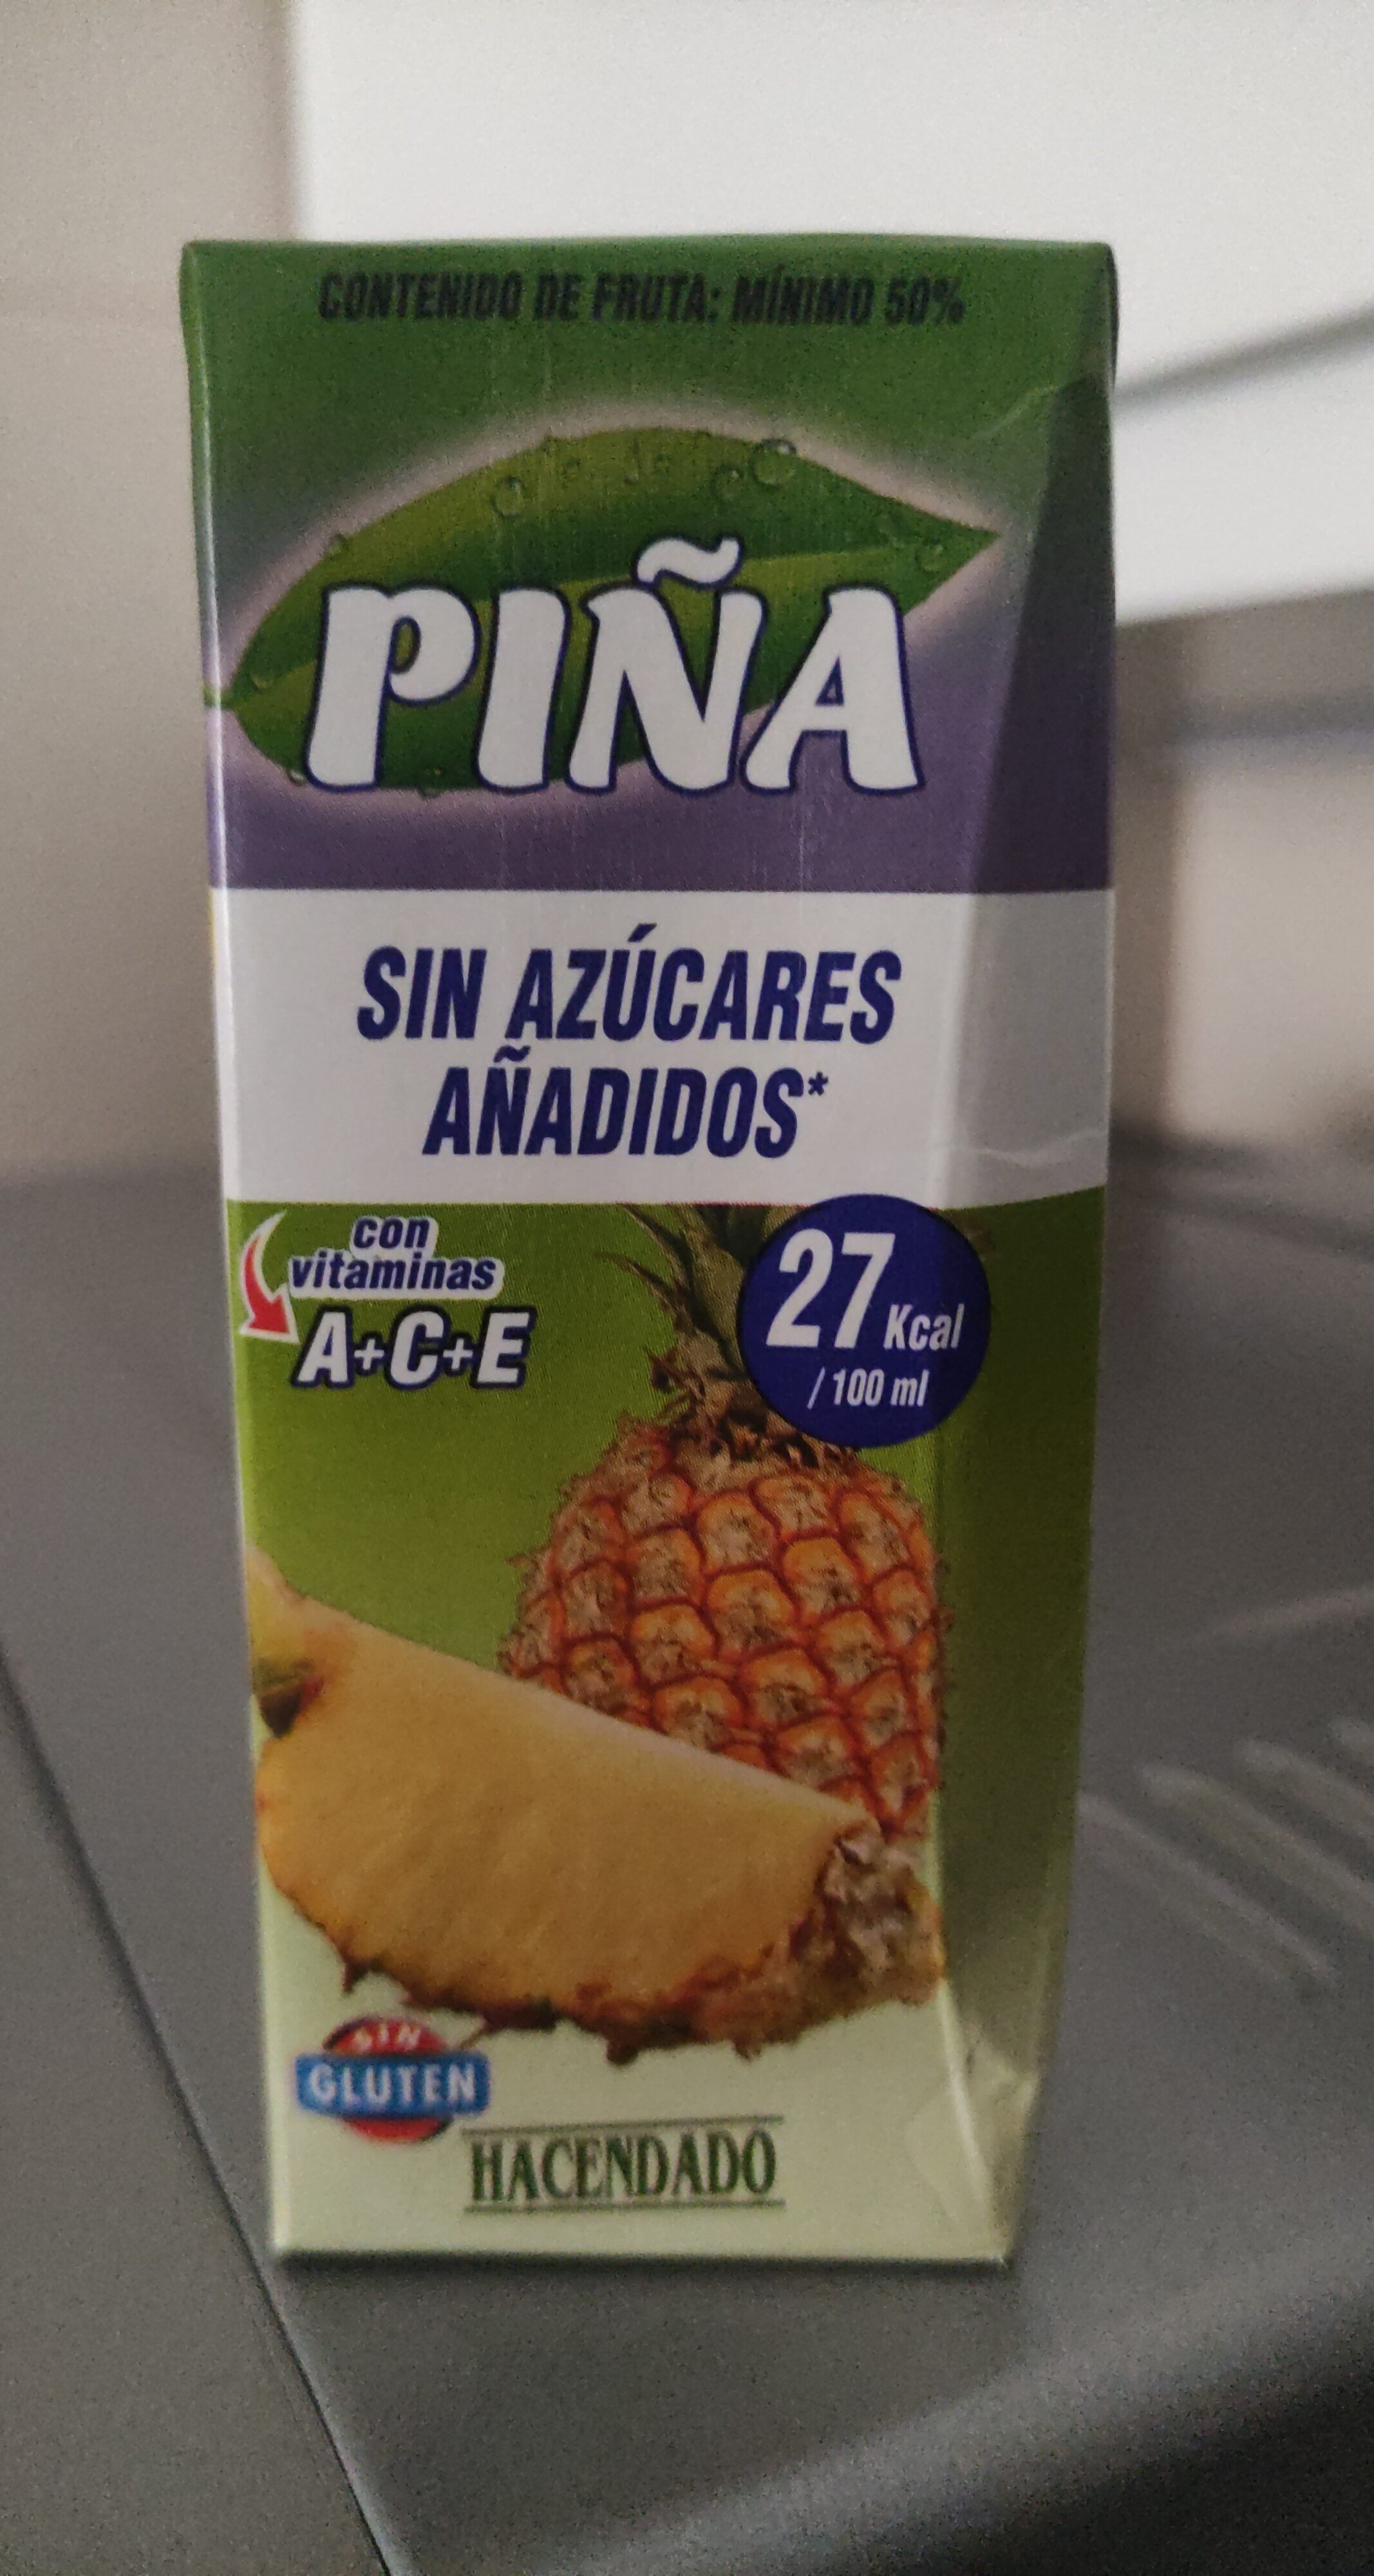 CONTENIDO DE FRUTA: MÍNIMO 50%
PIÑA
SIN AZÚCARES
AÑADIDOS*
con
vitaminas
A+C+E
27 Kcal
/ 100 ml
SIN
GLUTEN
HACENDADO